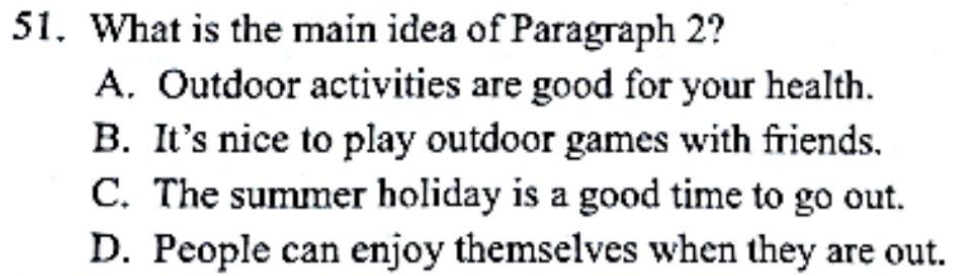 51. What is the main idea of Paragraph 2?
A. Outdoor activities are good for your health.
B. It's nice to play outdoor games with friends.
C. The summer holiday is a good time to go out.
D. People can enjoy themselves when they are out.